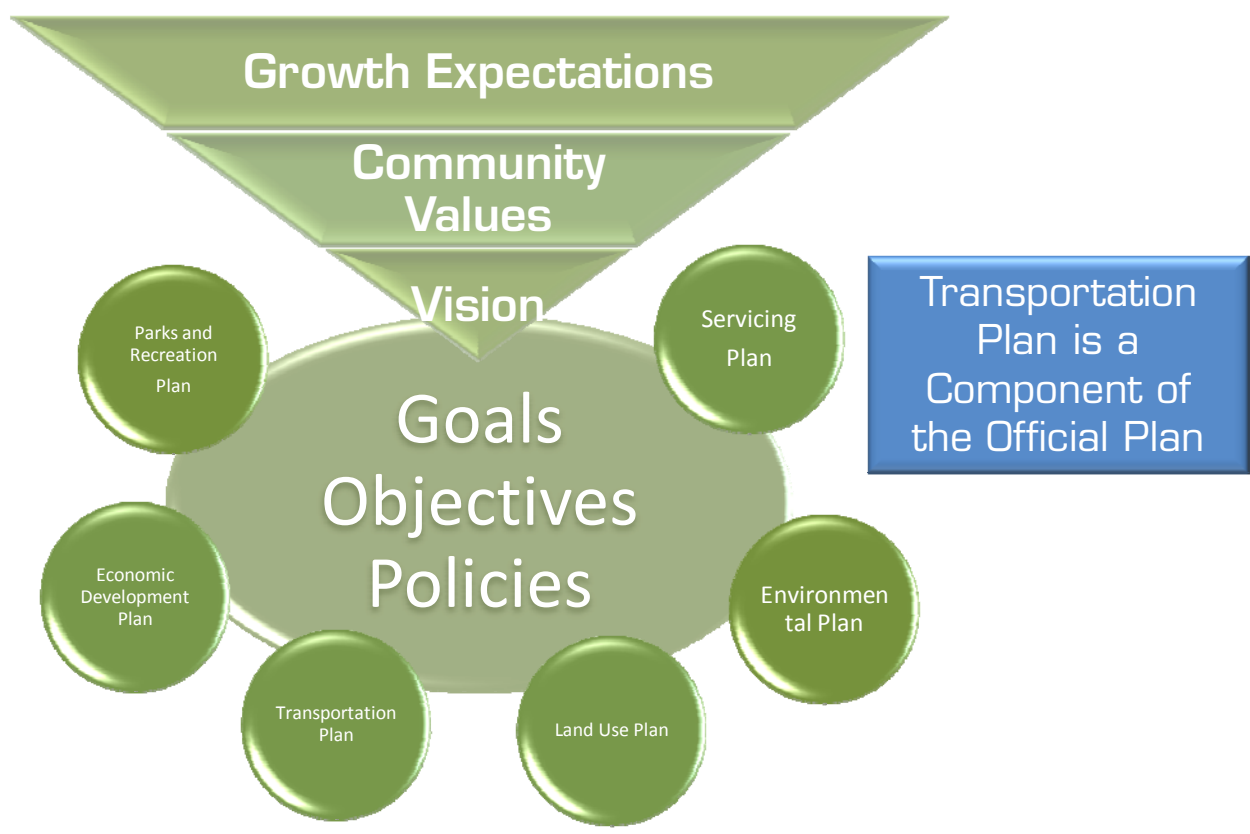 Growth Expectations
Community
Values
Vision
Parks and
Recreation
Plan
Servicing
Plan
Transportation
Plan is a
Component of
the Official Plan
Goals
Objectives
Policies
Economic
Development
Plan
Environmen
tal Plan
Transportation
Plan
Land Use Plan